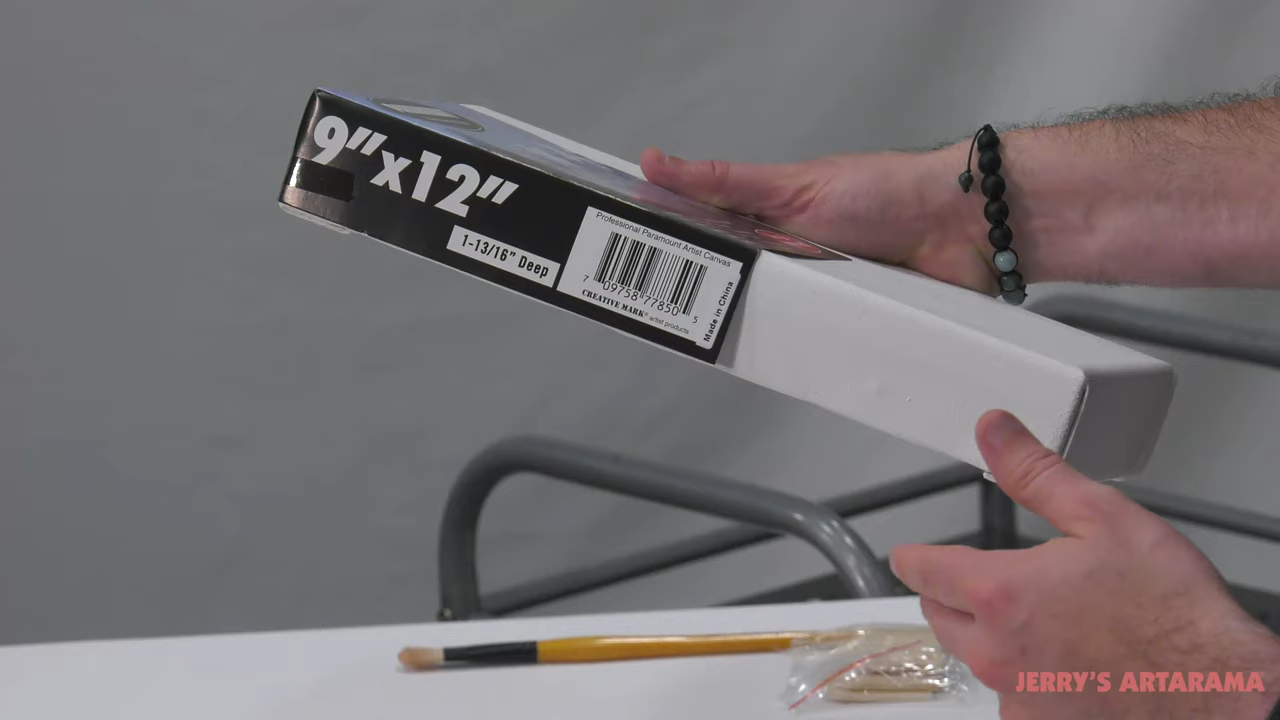 9”x12”
1-13/16” Deep
Professional Paramount Artist Canvas
7 09758 77850 5
CREATIVE MARK® artist products
Made in China
JERRY'S ARTARAMA